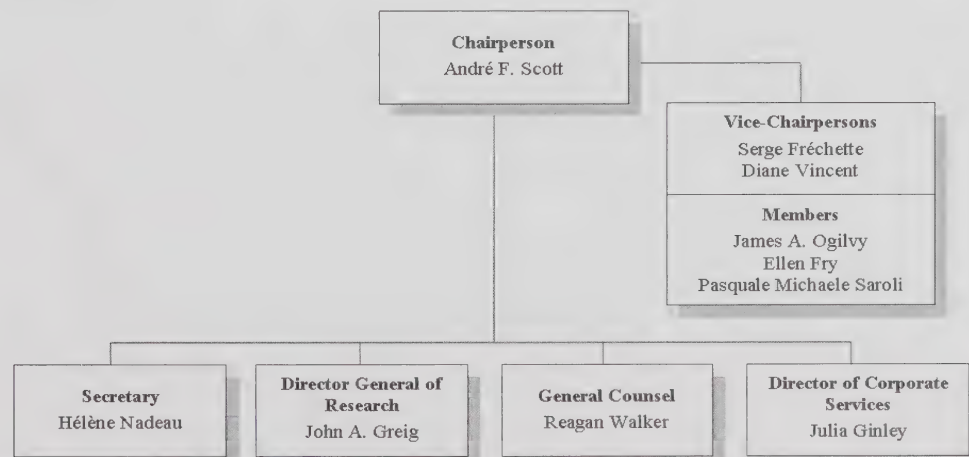 Chairperson
André F. Scott
Vice-Chairpersons
Serge Fréchette
Diane Vincent
Members
James A. Ogilvy
Ellen Fry
Pasquale Michaele Saroli
Secretary
Hélène Nadeau
Director General of
Research
John A. Greig
General Counsel
Reagan Walker
Director of Corporate
Services
Julia Ginley